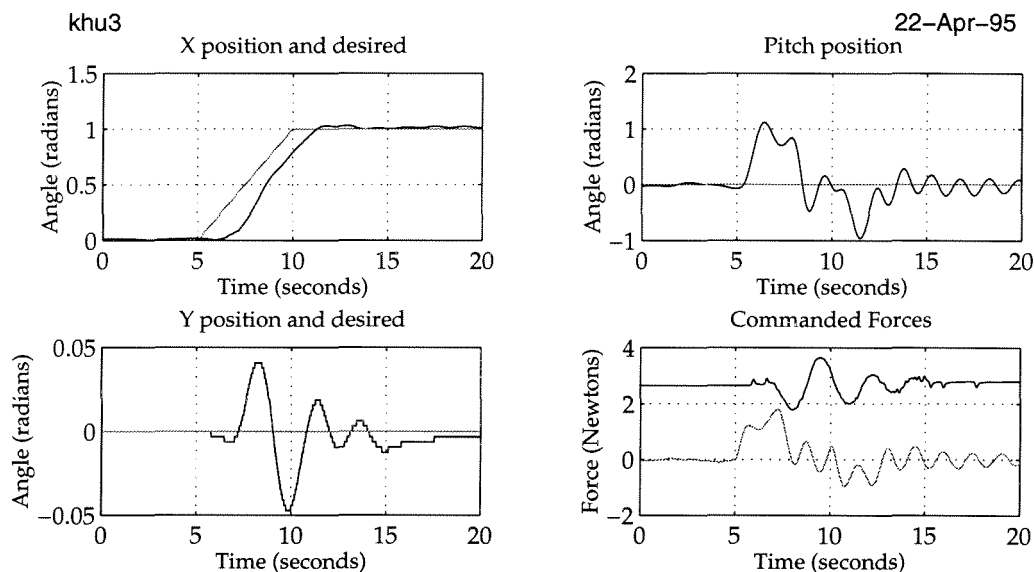 khu3
22-Apr-95
X position and desired
Angle (radians)
1.5
1
0.5
0
0 5 10 15 20
Time (seconds)
Pitch position
Angle (radians)
2
1
0
-1
0 5 10 15 20
Time (seconds)
Y position and desired
Angle (radians)
0.05
0
-0.05
0 5 10 15 20
Time (seconds)
Commanded Forces
Force (Newtons)
4
2
0
-2
0 5 10 15 20
Time (seconds)